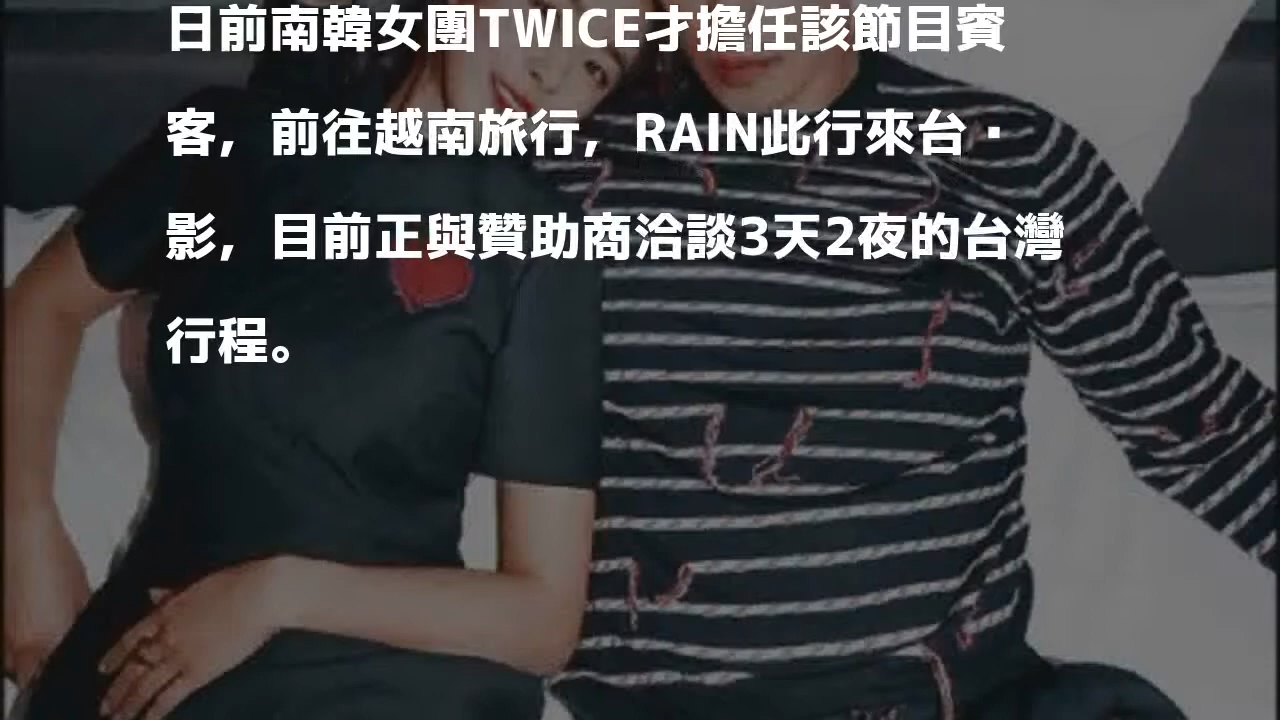 日前南韓女團TWICE才擔任該節目賓
客，前往越南旅行，RAIN此行來台·
影，目前正與贊助商洽談3天2夜的台灣
行程。